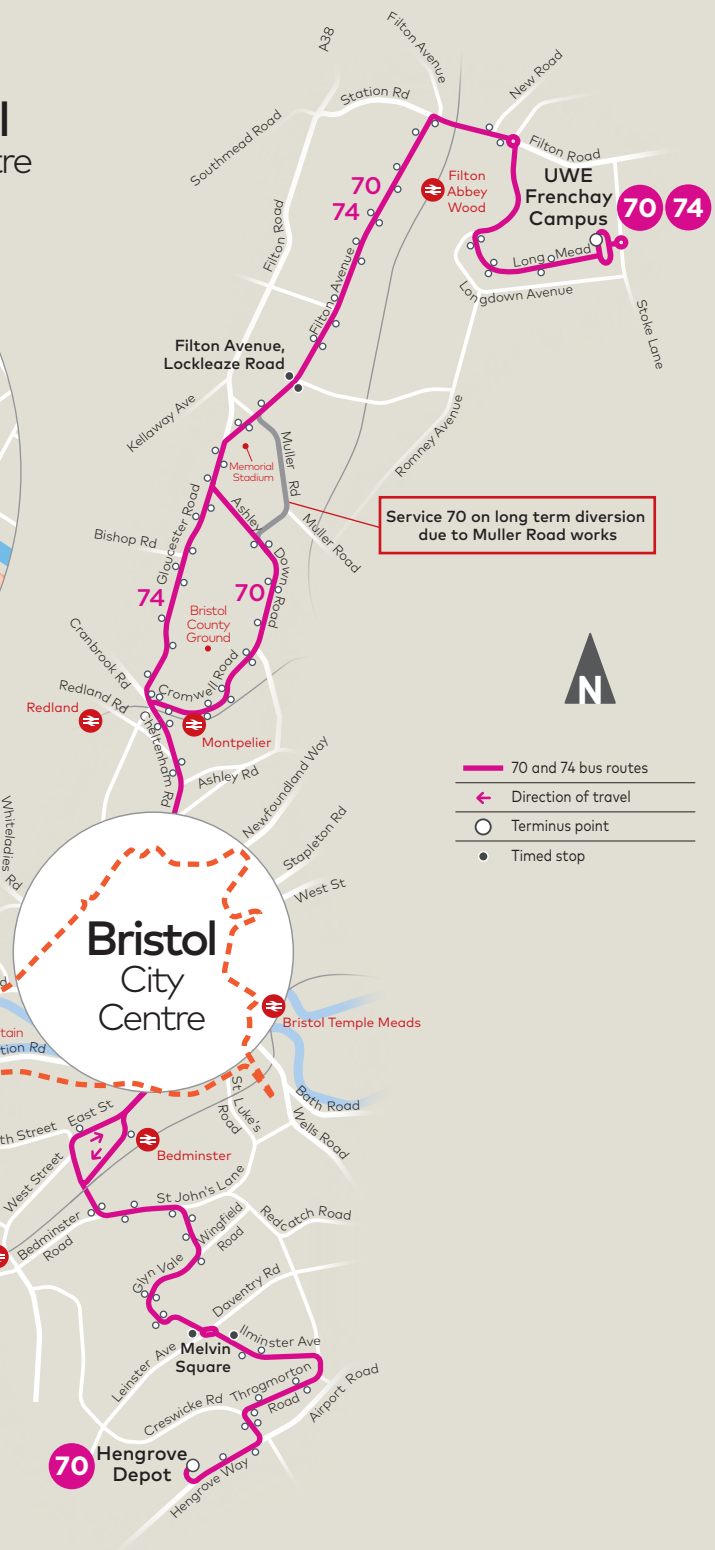 l
tre
A38
Filton Avenue
New Road
Station Rd
Southmead Road
Filton Road
70
74
Filton
Abbey
Wood
UWE
Frenchay
Campus
70
74
Filton Road
Long Mead
Longdown Avenue
Stoke Lane
Filton Avenue
Filton Avenue,
Lockleaze Road
Kellaway Ave
Romney Avenue
Muller Rd
Memorial
Stadium
Service 70 on long term diversion
due to Muller Road works
Gloucester Road
Ashley
Down
Road
Muller Road
Bishop Rd
74
70
Bristol
County
Ground
N
Cranbrook Rd
Redland Rd
Cromwell Road
Redland
Montpelier
Cheltenham Rd
Ashley Rd
Newfoundland Way
70 and 74 bus routes
Direction of travel
Terminus point
Timed stop
Whiteladies Rd
Stapleton Rd
West St
Bristol
City
Centre
d
tain
tion Rd
Bristol Temple Meads
Bath Road
Wells Road
St Luke's
Road
East St
th Street
West Street
Bedminster
St John's Lane
Bedminster
Road
Wingfield
Road
Redcatch Road
Glyn Vale
Daventry Rd
Leinster Ave
Melvin
Square
Ilminster Ave
Creswicke Rd
Throgmorton
Road
Airport Road
70
Hengrove
Depot
Hengrove Way